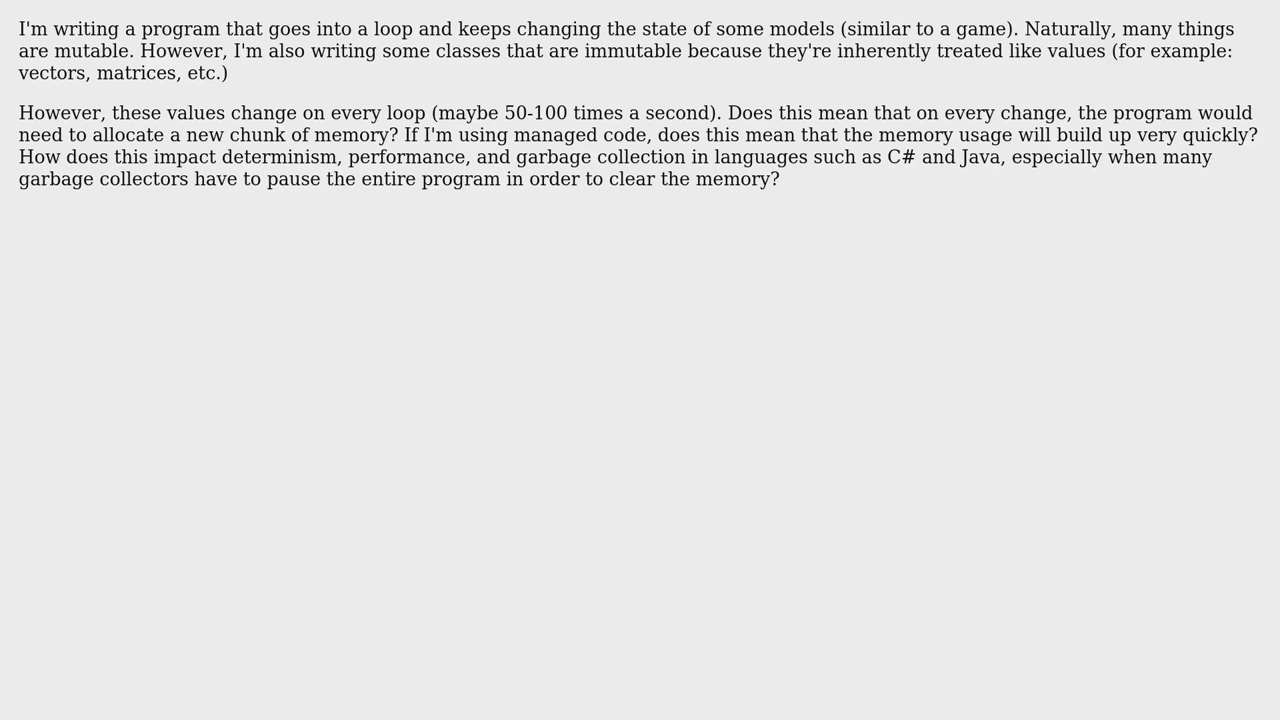 I'm writing a program that goes into a loop and keeps changing the state of some models (similar to a game). Naturally, many things
are mutable. However, I'm also writing some classes that are immutable because they're inherently treated like values (for example:
vectors, matrices, etc.)
However, these values change on every loop (maybe 50-100 times a second). Does this mean that on every change, the program would
need to allocate a new chunk of memory? If I'm using managed code, does this mean that the memory usage will build up very quickly?
How does this impact determinism, performance, and garbage collection in languages such as C# and Java, especially when many
garbage collectors have to pause the entire program in order to clear the memory?